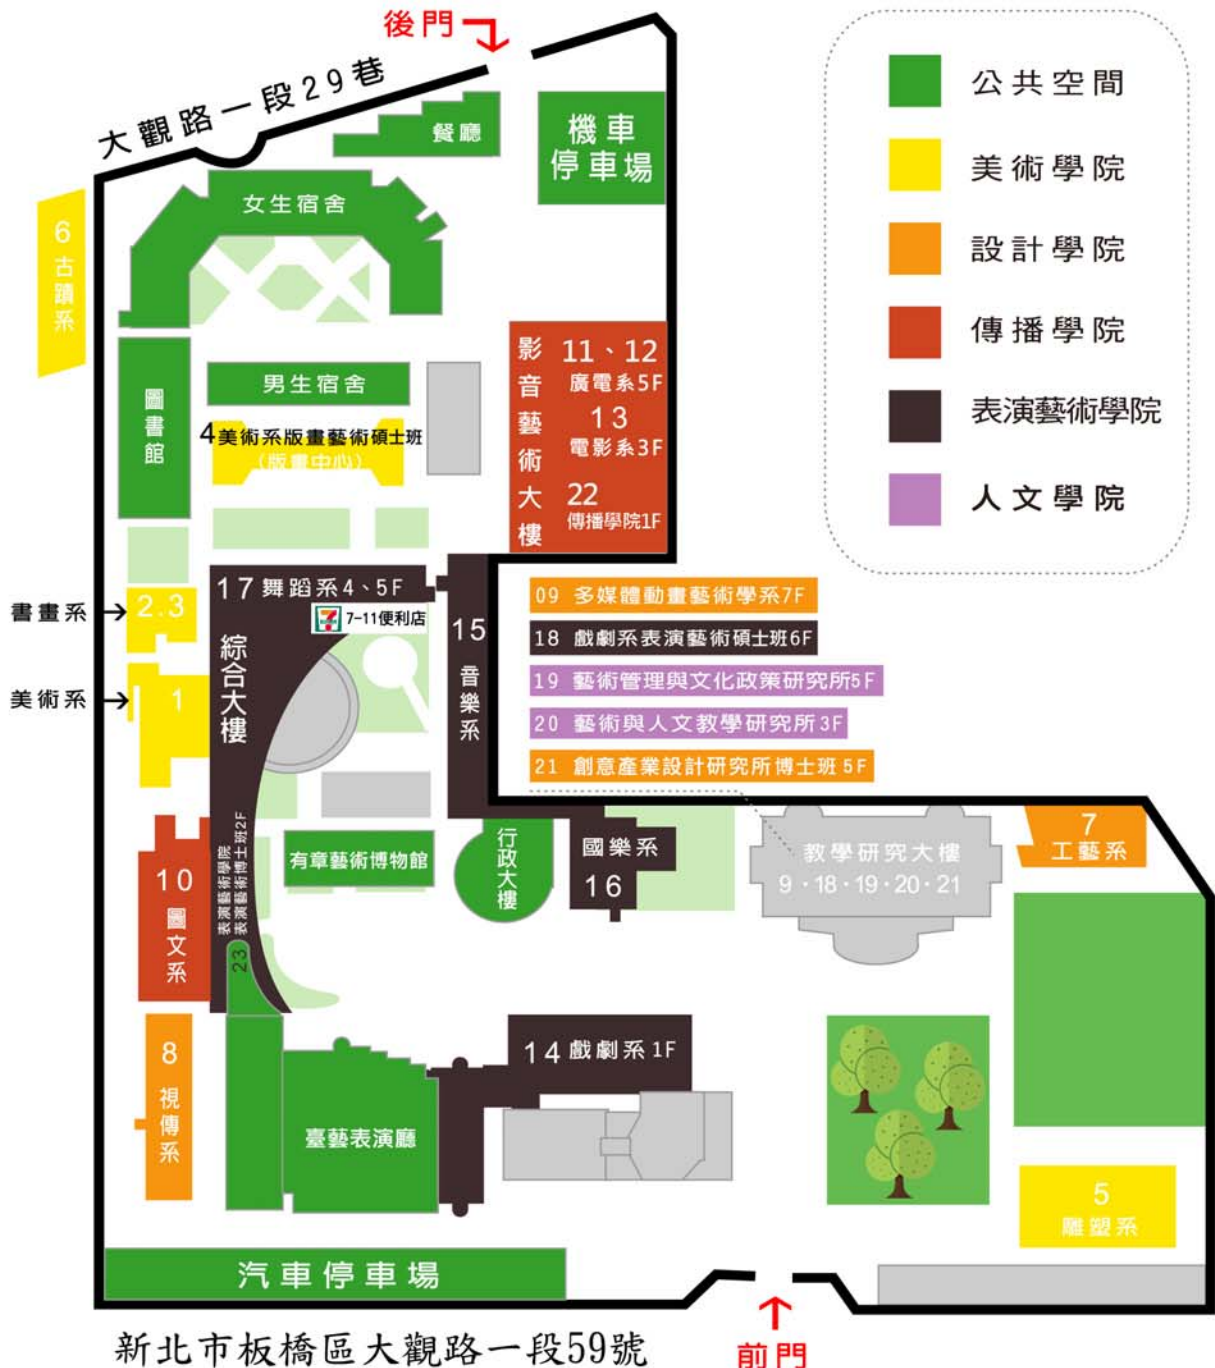 後門
大觀路一段29巷
餐廳
機車
停車場
女生宿舍
6 古蹟系
圖書館
男生宿舍
4 美術系版畫藝術碩士班
(版畫中心)
影音藝術大樓
11、12
廣電系5F
13
電影系3F
22
傳播學院1F
公共空間
美術學院
設計學院
傳播學院
表演藝術學院
人文學院
17 舞蹈系4、5F
7-11便利店
綜合大樓
書畫系
2.3
美術系
1
15 音樂系
09 多媒體動畫藝術學系7F
18 戲劇系表演藝術碩士班6F
19 藝術管理與文化政策研究所5F
20 藝術與人文教學研究所3F
21 創意產業設計研究所博士班5F
表演藝術學院
表演藝術博士班2F
23
10 圖文系
有章藝術博物館
行政大樓
國樂系
16
教學研究大樓
9·18·19·20·21
7
工藝系
8 視傳系
臺藝表演廳
14 戲劇系1F
5
雕塑系
汽車停車場
新北市板橋區大觀路一段59號
前門